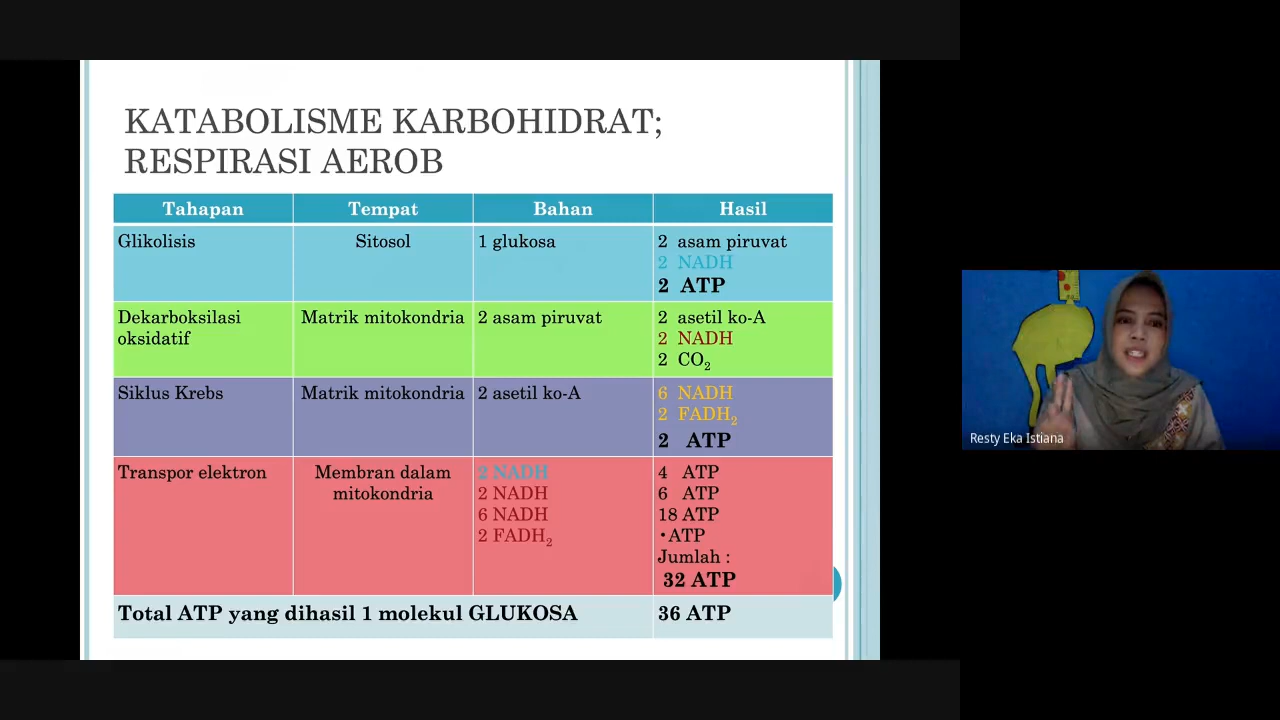 KATABOLISME KARBOHIDRAT;
RESPIRASI AEROB
Tahapan
Tempat
Bahan
Hasil
Glikolisis
Sitosol
1 glukosa
2 asam piruvat
2 NADH
2 ATP
Dekarboksilasi
oksidatif
Matrik mitokondria
2 asam piruvat
2 asetil ko-A
2 NADH
2 CO₂
Siklus Krebs
Matrik mitokondria
2 asetil ko-A
6 NADH
2 FADH₂
2 ATP
Transpor elektron
Membran dalam
mitokondria
2 NADH
2 NADH
6 NADH
2 FADH₂
4 ATP
6 ATP
18 ATP
•ATP
Jumlah :
32 ATP
Total ATP yang dihasil 1 molekul GLUKOSA
36 ATP
Resty Eka Istiana